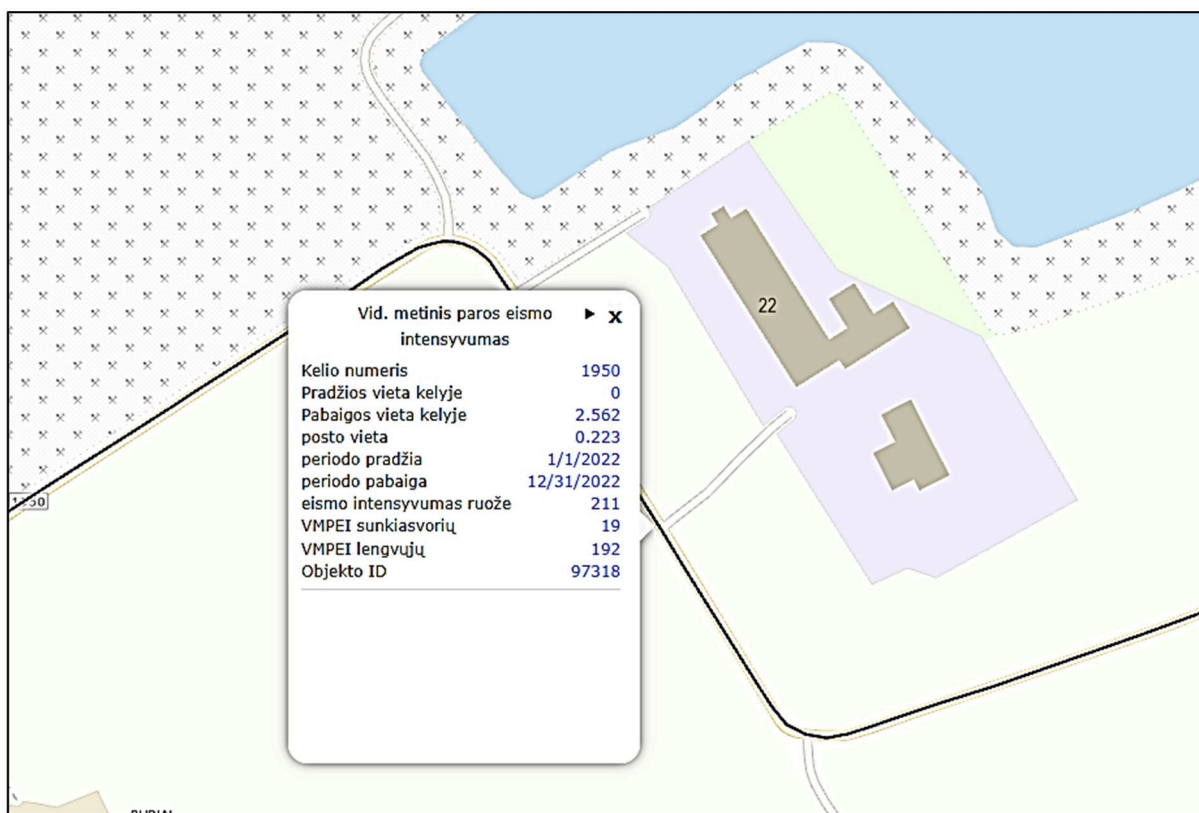 22
Vid. metinis paros eismo
intensyvumas
▶ x
Kelio numeris 1950
Pradžios vieta kelyje 0
Pabaigos vieta kelyje 2.562
posto vieta 0.223
periodo pradžia 1/1/2022
periodo pabaiga 12/31/2022
eismo intensyvumas ruože 211
VMPEI sunkiasvorių 19
VMPEI lengvųjų 192
Objekto ID 97318
1950